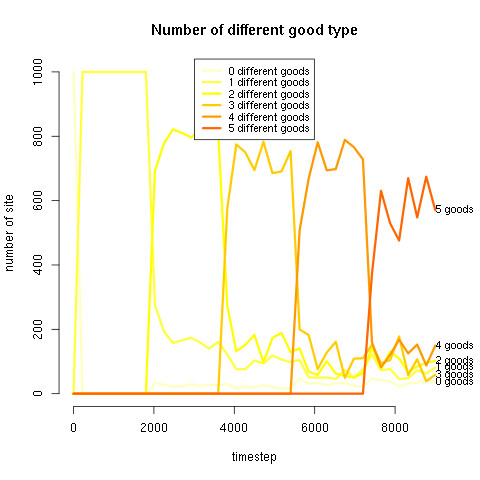 Number of different good type
0 different goods
1 different goods
2 different goods
3 different goods
4 different goods
5 different goods
number of site
1000
800
600
400
200
0
5 goods
4 goods
2 goods
1 goods
3 goods
0 goods
0
2000
4000
6000
8000
timestep